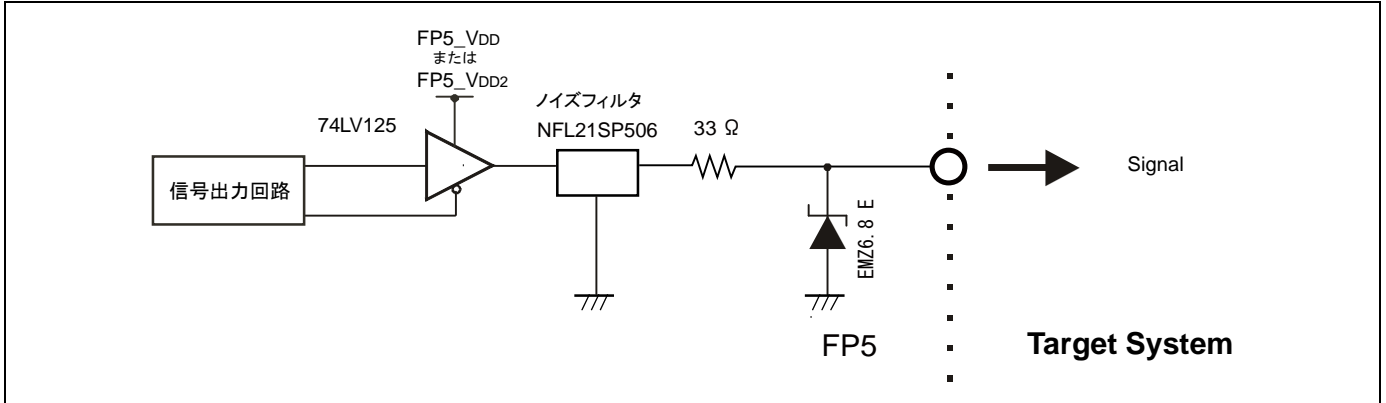 FP5_VDD
または
FP5_VDD2
74LV125
ノイズフィルタ
NFL21SP506
33 Ω
信号出力回路
Signal
EMZ6.8 E
FP5
Target System